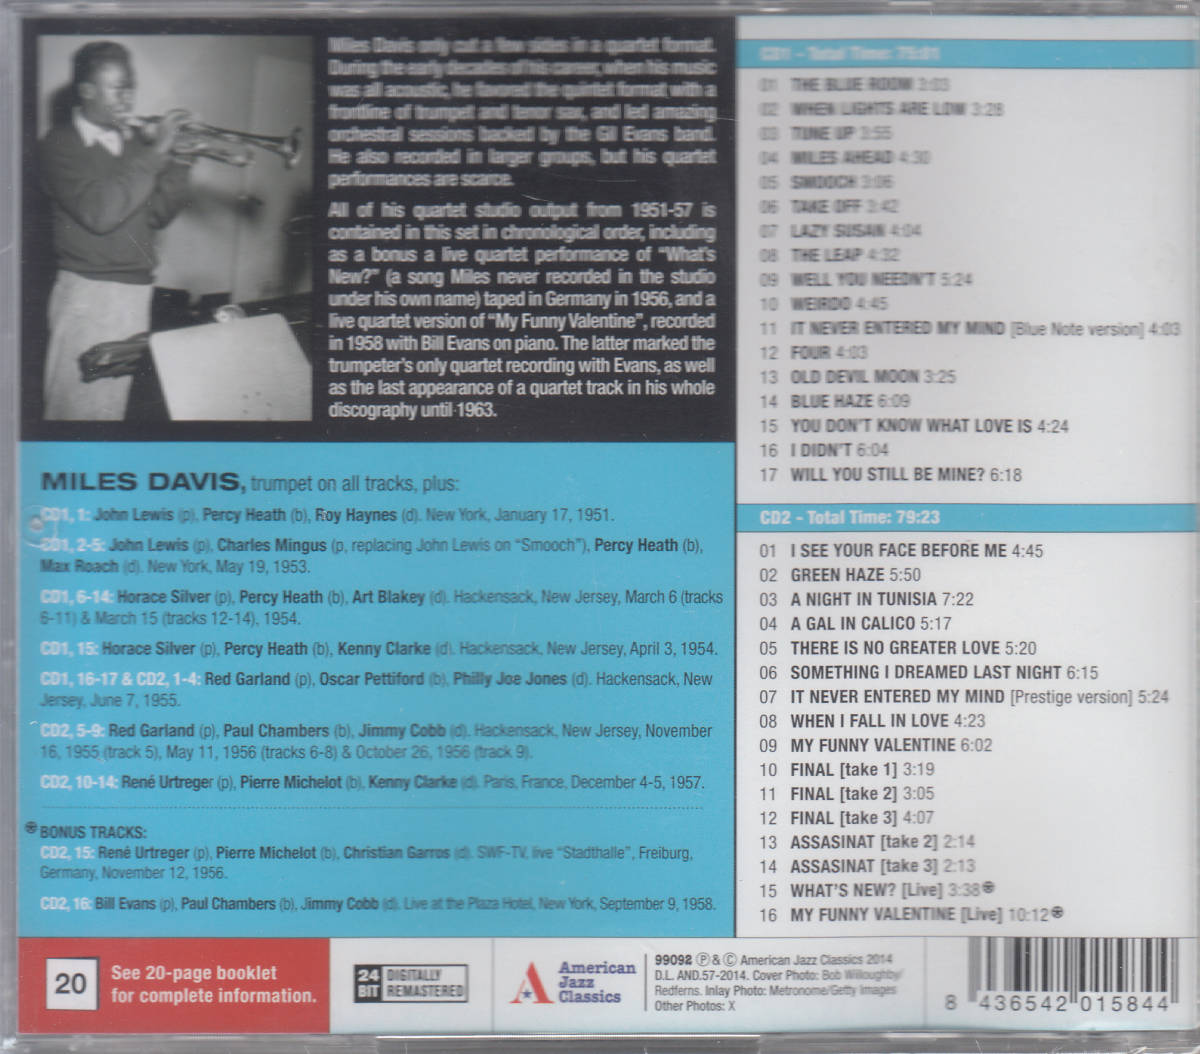 Miles Davis only cut a few sides in a quartet format.
During the early decades of his career, when his music
was all acoustic, he favored the quintet format with a
frontline of trumpet and tenor sax, and led amazing
orchestral sessions backed by the Gil Evans band.
He also recorded in larger groups, but his quartet
performances are scarce.
All of his quartet studio output from 1951-57 is
contained in this set in chronological order, including
as a bonus a live quartet performance of “What’s
New?” (a song Miles never recorded in the studio
under his own name) taped in Germany in 1956, and a
live quartet version of “My Funny Valentine”, recorded
in 1958 with Bill Evans on piano. The latter marked the
trumpeter’s only quartet recording with Evans, as well
as the last appearance of a quartet track in his whole
discography until 1963.
MILES DAVIS, trumpet on all tracks, plus:
CD1, 1: John Lewis (p), Percy Heath (b), Roy Haynes (d). New York, January 17, 1951.
CD1, 2-5: John Lewis (p), Charles Mingus (p, replacing John Lewis on “Smooch”), Percy Heath (b),
Max Roach (d). New York, May 19, 1953.
CD1, 6-14: Horace Silver (p), Percy Heath (b), Art Blakey (d). Hackensack, New Jersey, March 6 (tracks
6-11) & March 15 (tracks 12-14), 1954.
CD1, 15: Horace Silver (p), Percy Heath (b), Kenny Clarke (d). Hackensack, New Jersey, April 3, 1954.
CD1, 16-17 & CD2, 1-4: Red Garland (p), Oscar Pettiford (b), Philly Joe Jones (d). Hackensack, New
Jersey, June 7, 1955.
CD2, 5-9: Red Garland (p), Paul Chambers (b), Jimmy Cobb (d). Hackensack, New Jersey, November
16, 1955 (track 5), May 11, 1956 (tracks 6-8) & October 26, 1956 (track 9).
CD2, 10-14: René Urtreger (p), Pierre Michelot (b), Kenny Clarke (d). Paris, France, December 4-5, 1957.
BONUS TRACKS:
CD2, 15: René Urtreger (p), Pierre Michelot (b), Christian Garros (d). SWF-TV, live “Stadthalle”, Freiburg,
Germany, November 12, 1956.
CD2, 16: Bill Evans (p), Paul Chambers (b), Jimmy Cobb (d). Live at the Plaza Hotel, New York, September 9, 1958.
CD1 - Total Time: 75:01
01 THE BLUE ROOM 3:03
02 WHEN LIGHTS ARE LOW 3:28
03 TUNE UP 3:55
04 MILES AHEAD 4:30
05 SMOOCH 3:06
06 TAKE OFF 3:42
07 LAZY SUSAN 4:04
08 THE LEAP 4:32
09 WELL YOU NEEDN’T 5:24
10 WEIRDO 4:45
11 IT NEVER ENTERED MY MIND [Blue Note version] 4:03
12 FOUR 4:03
13 OLD DEVIL MOON 3:25
14 BLUE HAZE 6:09
15 YOU DON’T KNOW WHAT LOVE IS 4:24
16 I DIDN’T 6:04
17 WILL YOU STILL BE MINE? 6:18
CD2 - Total Time: 79:23
01 I SEE YOUR FACE BEFORE ME 4:45
02 GREEN HAZE 5:50
03 A NIGHT IN TUNISIA 7:22
04 A GAL IN CALICO 5:17
05 THERE IS NO GREATER LOVE 5:20
06 SOMETHING I DREAMED LAST NIGHT 6:15
07 IT NEVER ENTERED MY MIND [Prestige version] 5:24
08 WHEN I FALL IN LOVE 4:23
09 MY FUNNY VALENTINE 6:02
10 FINAL [take 1] 3:19
11 FINAL [take 2] 3:05
12 FINAL [take 3] 4:07
13 ASSASINAT [take 2] 2:14
14 ASSASINAT [take 3] 2:13
15 WHAT’S NEW? [Live] 3:38
16 MY FUNNY VALENTINE [Live] 10:12
20
See 20-page booklet
for complete information.
24 BIT DIGITALLY REMASTERED
American
Jazz
Classics
99092 Ⓟ & © American Jazz Classics 2014
D.L. AND.57-2014. Cover Photo: Bob Willoughby/
Redferns. Inlay Photo: Metronome/Getty Images
Other Photos: X
8 436542 015844